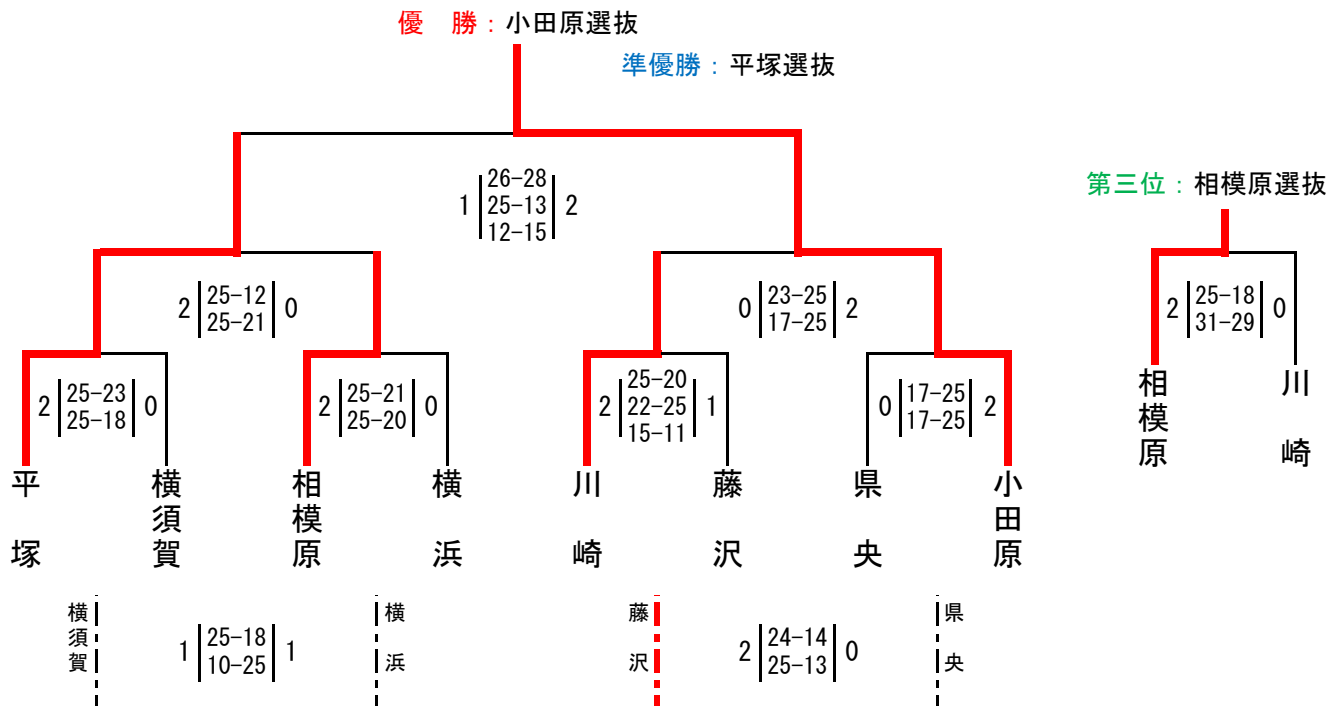 優　勝：小田原選抜
準優勝：平塚選抜
1 26−28 2
25−13
12−15
第三位：相模原選抜
2 25−12 0
25−21
0 23−25 2
17−25
2 25−18 0
31−29
2 25−23 0
25−18
2 25−21 0
25−20
2 25−20 1
22−25
15−11
0 17−25 2
17−25
相模原
川崎
平塚
横須賀
相模原
横浜
川崎
藤沢
県央
小田原
横須賀
1 25−18 1
10−25
横浜
藤沢
2 24−14 0
25−13
県央